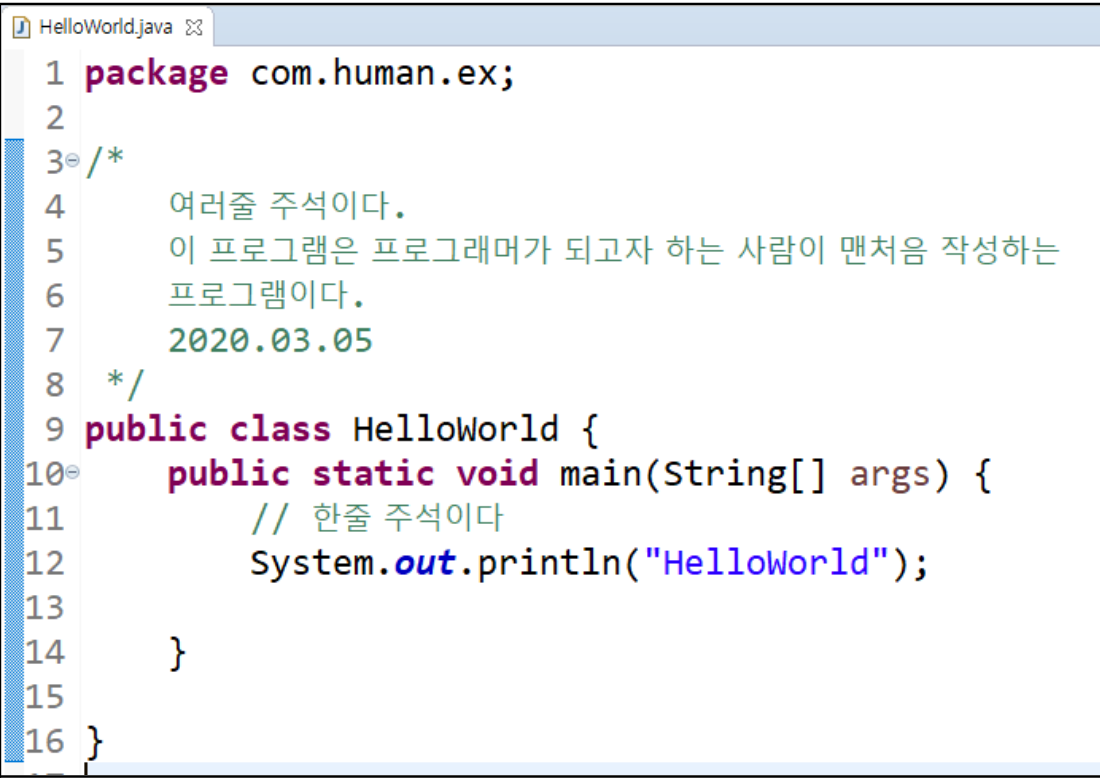 HelloWorld.java
1 package com.human.ex;
2
3 /*
4 여러줄 주석이다.
5 이 프로그램은 프로그래머가 되고자 하는 사람이 맨처음 작성하는
6 프로그램이다.
7 2020.03.05
8 */
9 public class HelloWorld {
10 public static void main(String[] args) {
11 // 한줄 주석이다
12 System.out.println("HelloWorld");
13
14 }
15
16 }